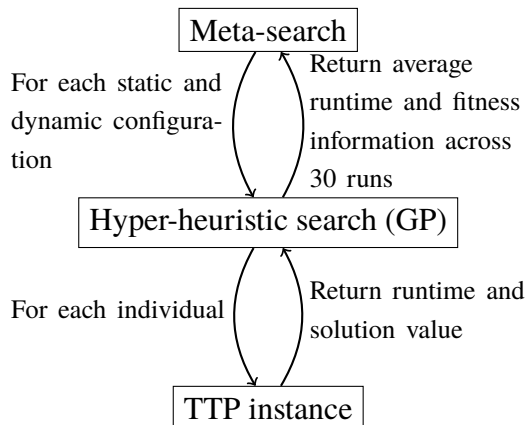 Meta-search
For each static and
dynamic configura-
tion
Return average
runtime and fitness
information across
30 runs
Hyper-heuristic search (GP)
For each individual
Return runtime and
solution value
TTP instance